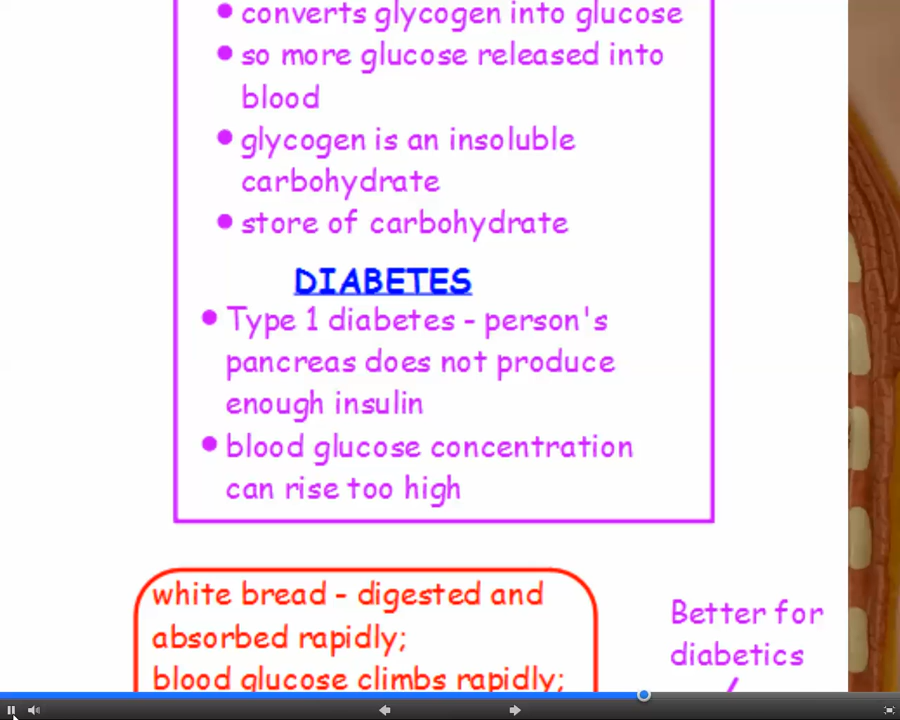 converts glycogen into glucose
so more glucose released into
blood
glycogen is an insoluble
carbohydrate
store of carbohydrate
DIABETES
Type 1 diabetes - person's
pancreas does not produce
enough insulin
blood glucose concentration
can rise too high
white bread - digested and
absorbed rapidly;
blood glucose climbs rapidly;
Better for
diabetics